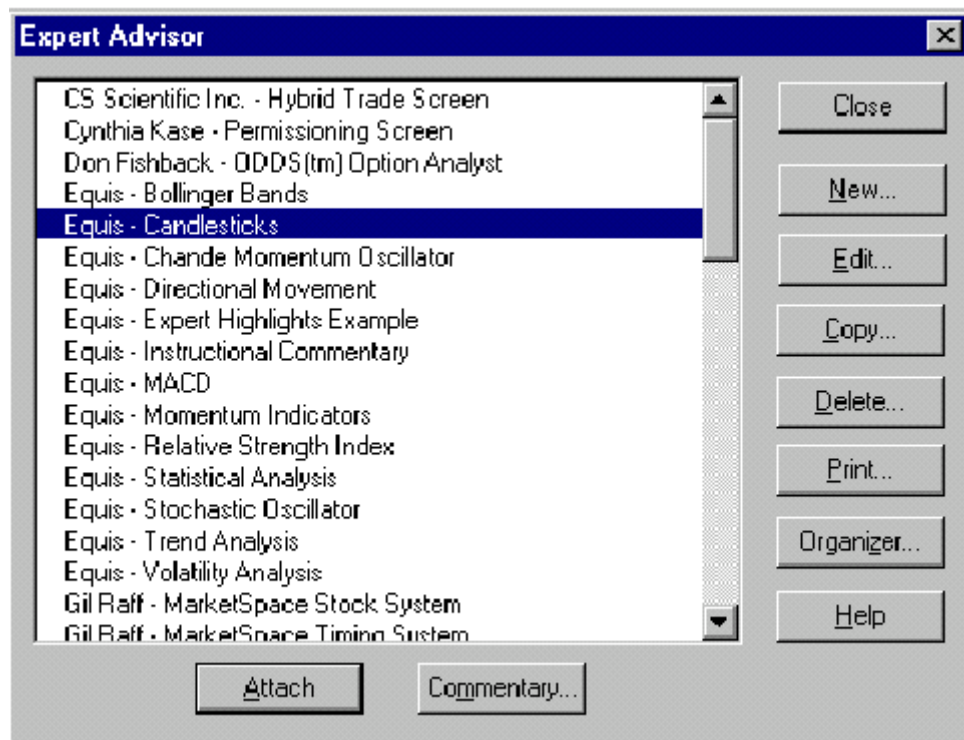 Expert Advisor
CS Scientific Inc. - Hybrid Trade Screen
Cynthia Kase - Permissioning Screen
Don Fishback - ODDS(tm) Option Analyst
Equis - Bollinger Bands
Equis - Candlesticks
Equis - Chande Momentum Oscillator
Equis - Directional Movement
Equis - Expert Highlights Example
Equis - Instructional Commentary
Equis - MACD
Equis - Momentum Indicators
Equis - Relative Strength Index
Equis - Statistical Analysis
Equis - Stochastic Oscillator
Equis - Trend Analysis
Equis - Volatility Analysis
Gil Raff - MarketSpace Stock System
Gil Raff - MarketSpace Timing System
Close
New...
Edit...
Copy...
Delete...
Print...
Organizer...
Help
Attach
Commentary...